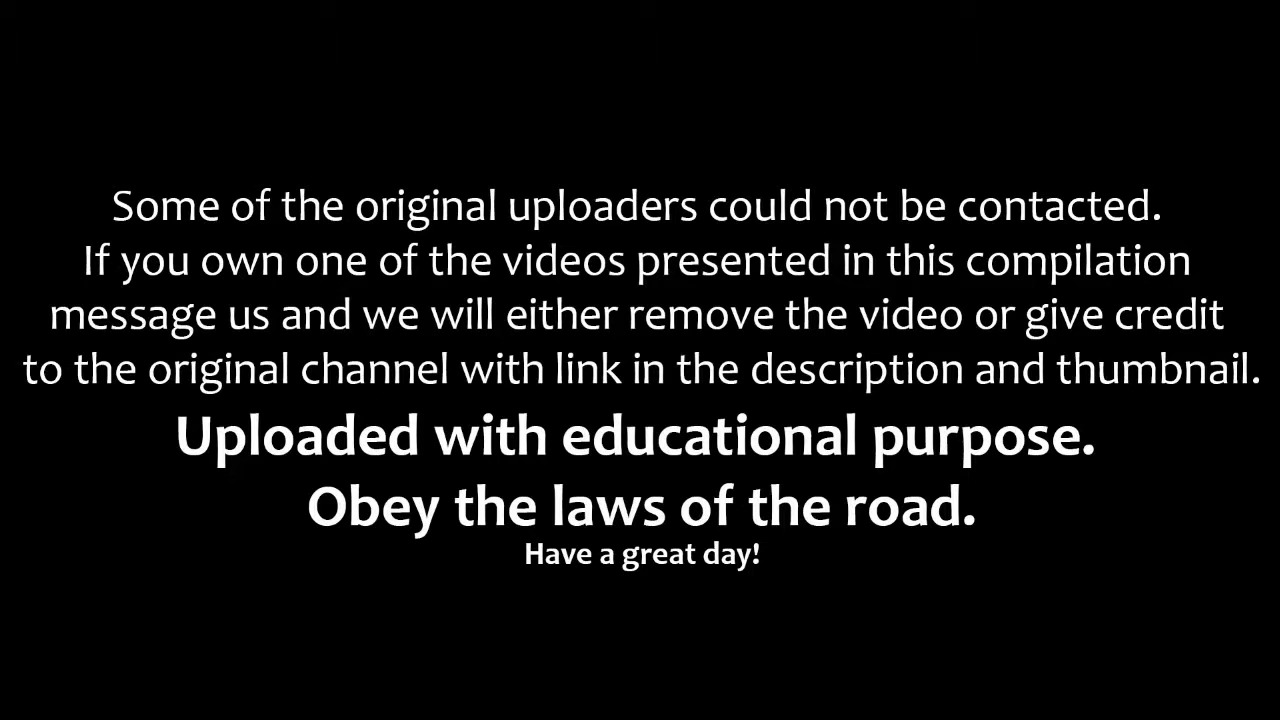 Some of the original uploaders could not be contacted.
If you own one of the videos presented in this compilation
message us and we will either remove the video or give credit
to the original channel with link in the description and thumbnail.
Uploaded with educational purpose.
Obey the laws of the road.
Have a great day!